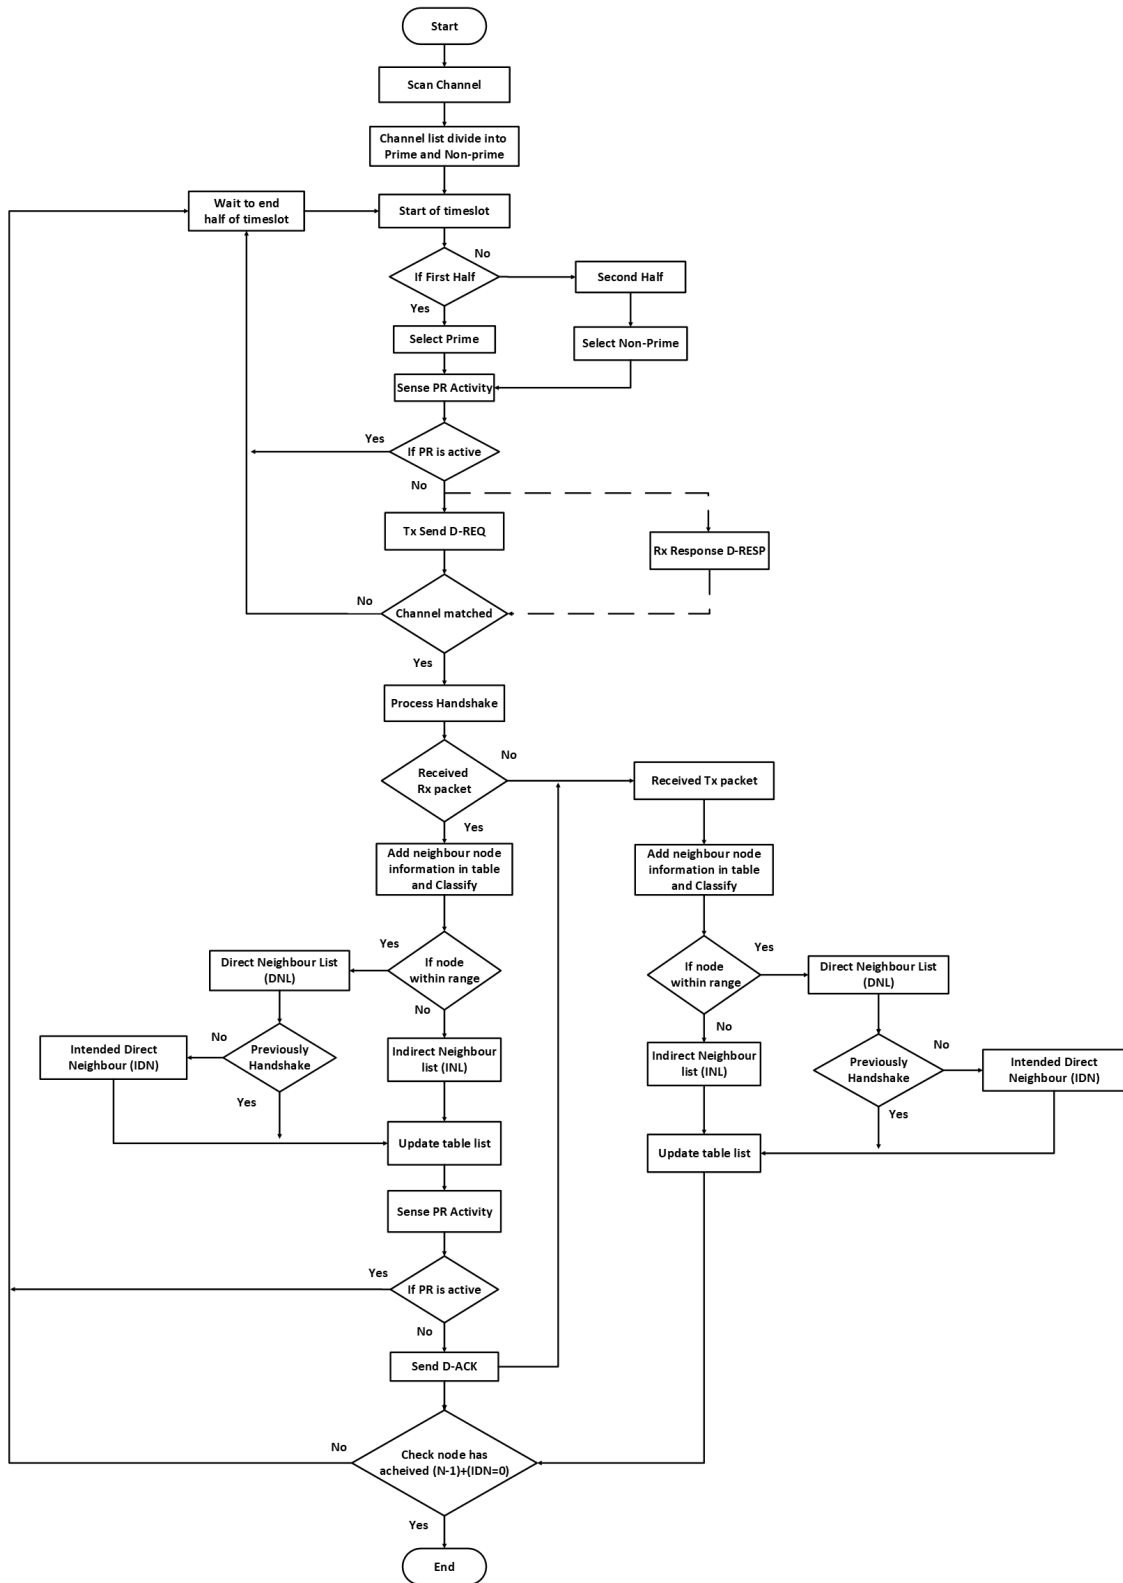 Start
Scan Channel
Channel list divide into
Prime and Non-prime
Wait to end
half of timeslot
Start of timeslot
No
If First Half
Second Half
Yes
Select Prime
Select Non-Prime
Sense PR Activity
Yes
If PR is active
No
Tx Send D-REQ
Rx Response D-RESP
No
Channel matched
Yes
Process Handshake
No
Received
Rx packet
Received Tx packet
Yes
Add neighbour node
information in table
and Classify
Add neighbour node
information in table
and Classify
Yes
If node
within range
Direct Neighbour List
(DNL)
No
Yes
If node
within range
Direct Neighbour List
(DNL)
No
No
Previously
Handshake
Intended Direct
Neighbour (IDN)
Yes
Indirect Neighbour
list (INL)
Indirect Neighbour
list (INL)
No
Previously
Handshake
Intended Direct
Neighbour (IDN)
Yes
Update table list
Update table list
Sense PR Activity
Yes
If PR is active
No
Send D-ACK
No
Check node has
acheived (N-1)+(IDN=0)
Yes
End